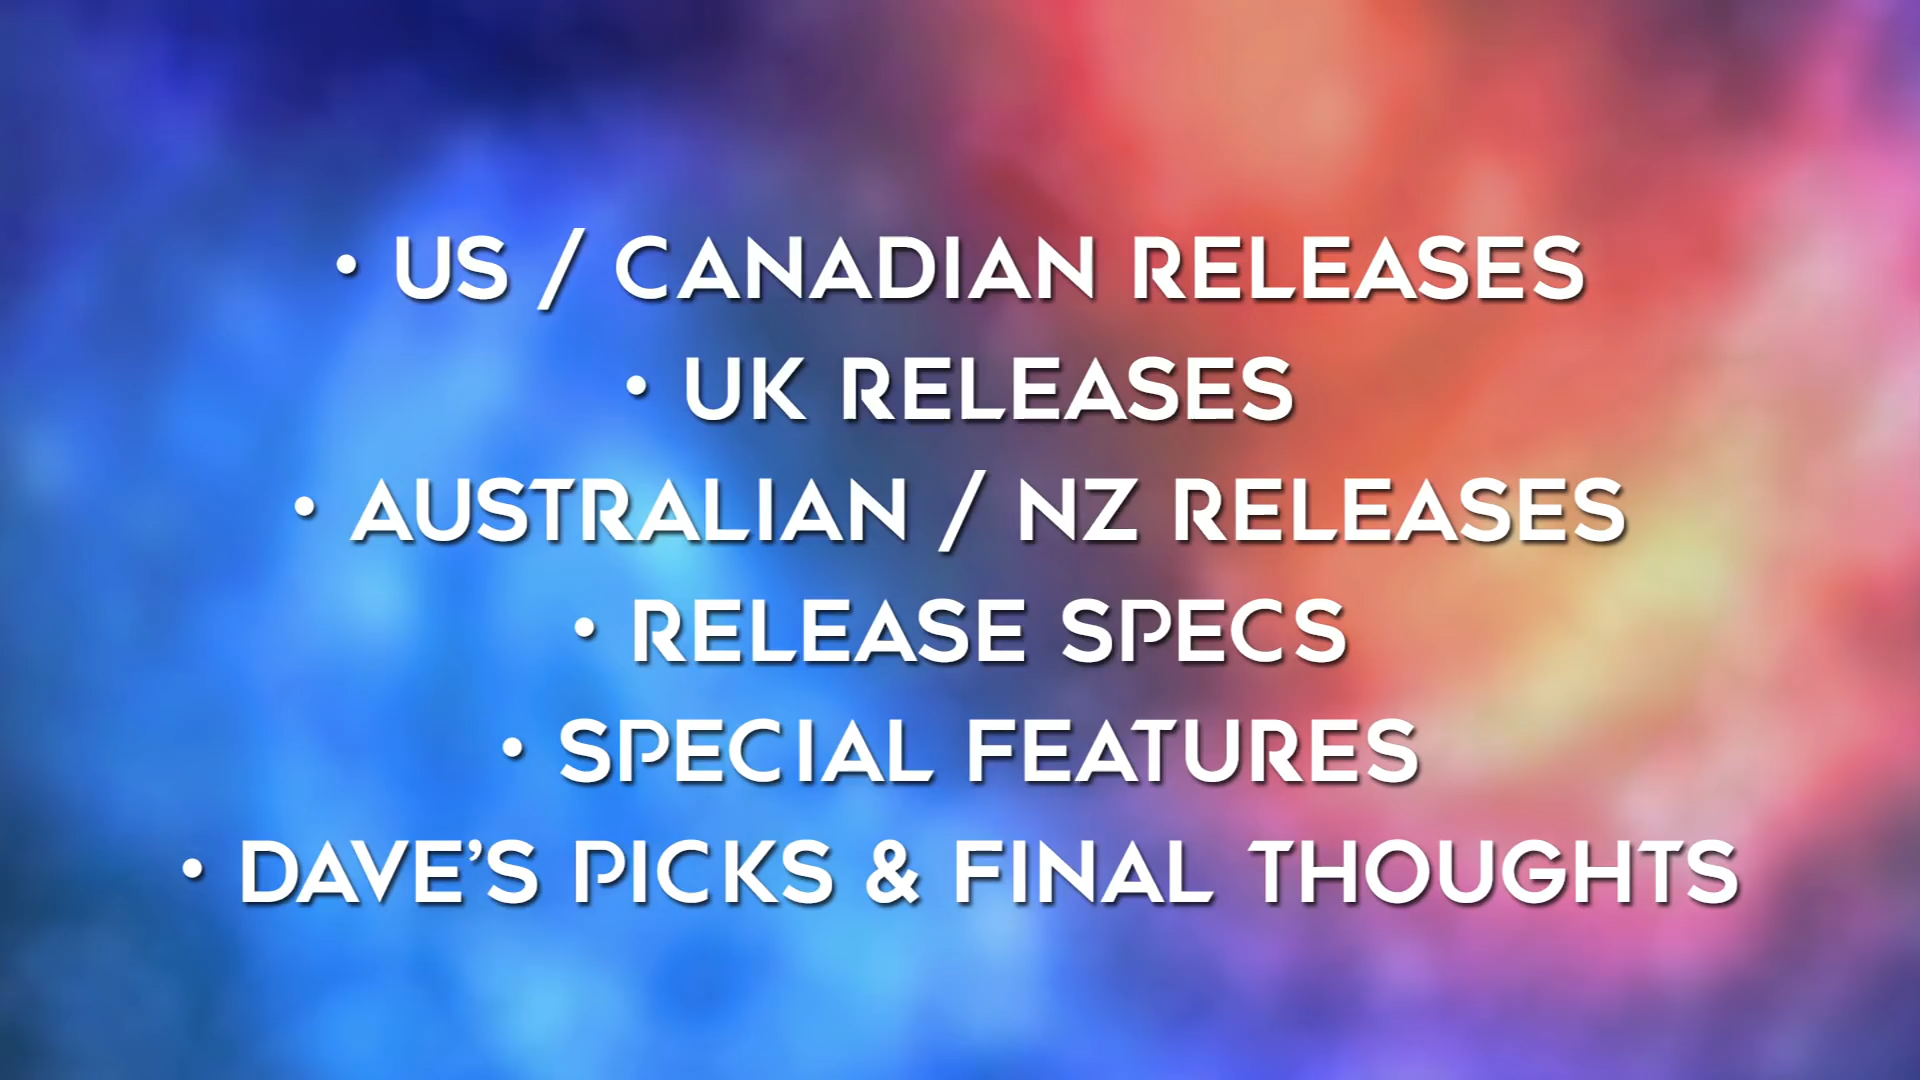 • US / CANADIAN RELEASES
• UK RELEASES
• AUSTRALIAN / NZ RELEASES
• RELEASE SPECS
• SPECIAL FEATURES
• DAVE’S PICKS & FINAL THOUGHTS